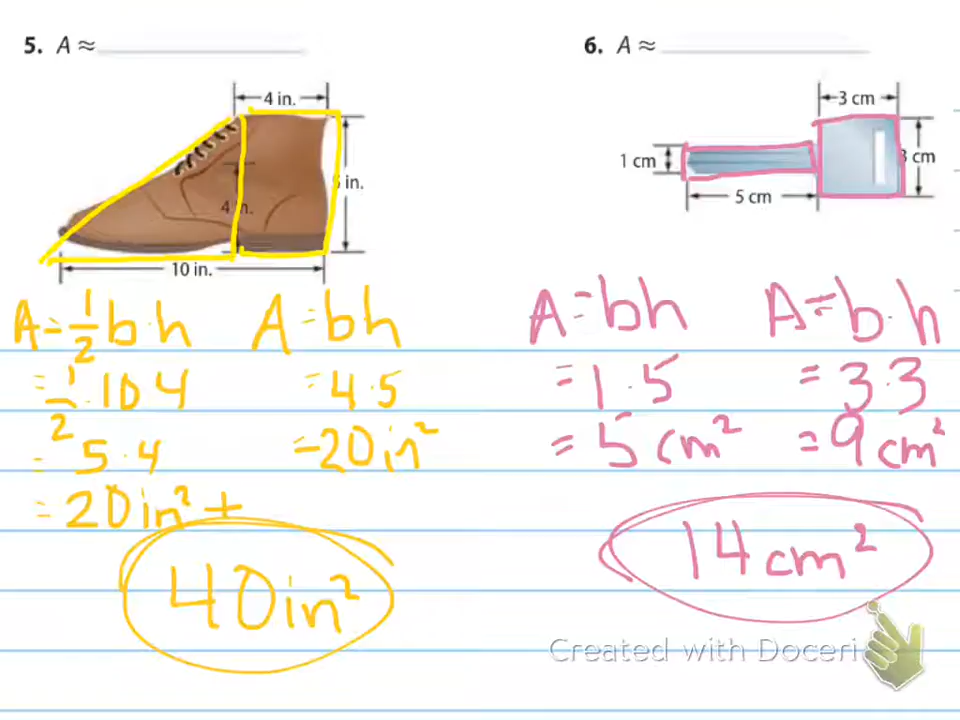 5. A ≈
4 in.
in.
4 in.
10 in.
A = 1/2 b·h
= 1/2 · 10 4
= 5 · 4
= 20 in² +
A = bh
= 4 · 5
= 20 in²
40 in²
6. A ≈
3 cm
1 cm
3 cm
5 cm
A = bh
= 1 · 5
= 5 cm²
A = b·h
= 3 · 3
= 9 cm²
14 cm²
Created with Doceri